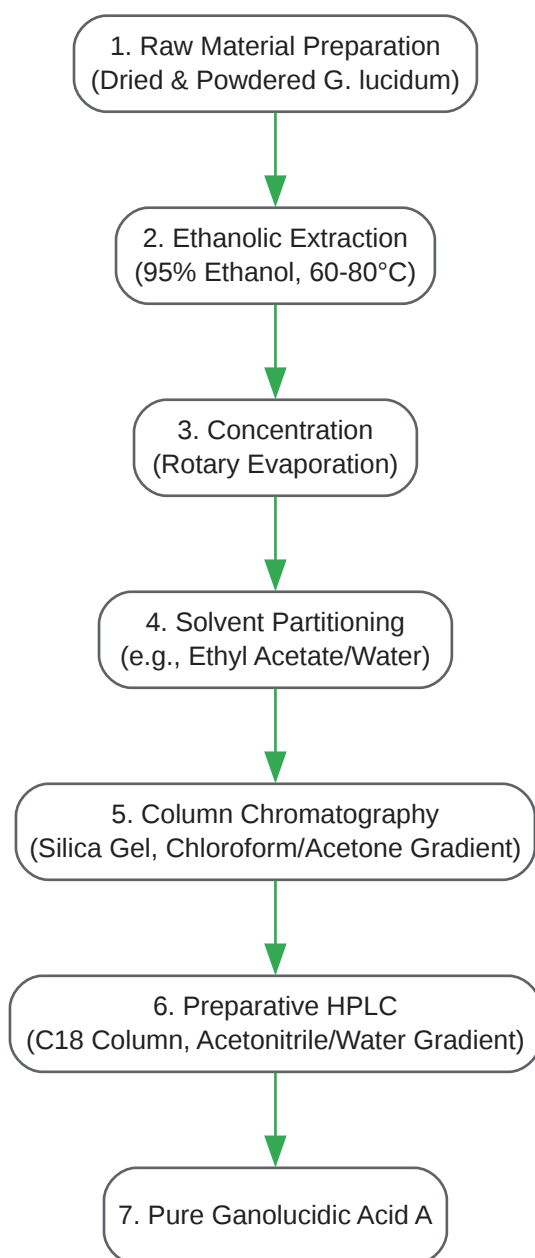 1. Raw Material Preparation
(Dried & Powdered G. lucidum)
2. Ethanolic Extraction
(95% Ethanol, 60-80°C)
3. Concentration
(Rotary Evaporation)
4. Solvent Partitioning
(e.g., Ethyl Acetate/Water)
5. Column Chromatography
(Silica Gel, Chloroform/Acetone Gradient)
6. Preparative HPLC
(C18 Column, Acetonitrile/Water Gradient)
7. Pure Ganolucidic Acid A